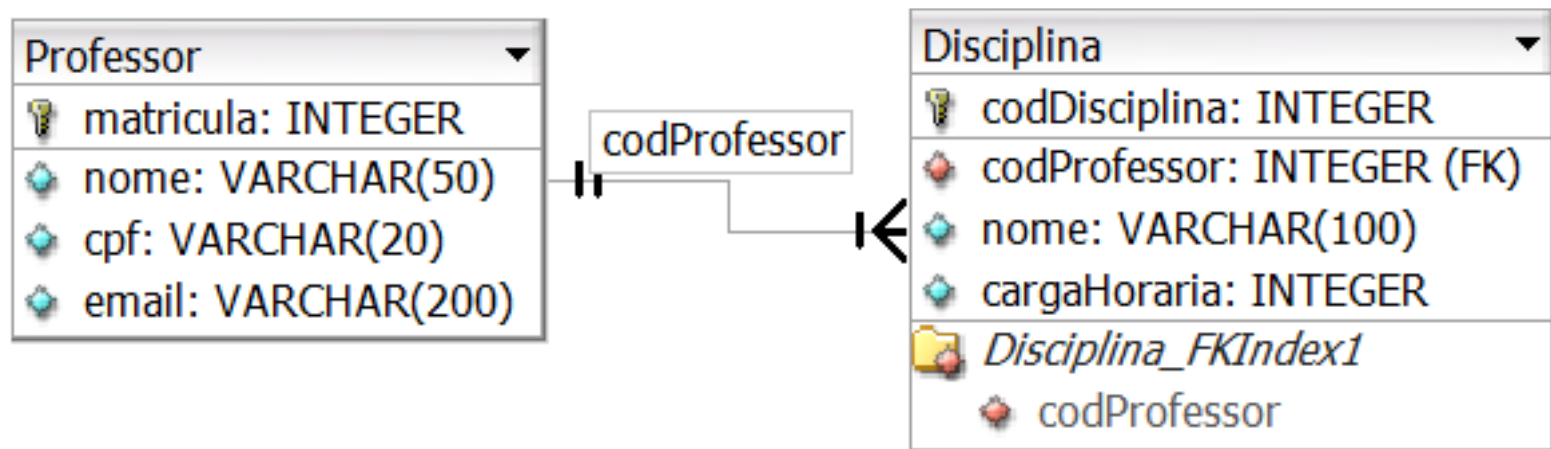 Professor
matricula: INTEGER
nome: VARCHAR(50)
cpf: VARCHAR(20)
email: VARCHAR(200)
codProfessor
Disciplina
codDisciplina: INTEGER
codProfessor: INTEGER (FK)
nome: VARCHAR(100)
cargaHoraria: INTEGER
Disciplina_FKIndex1
codProfessor